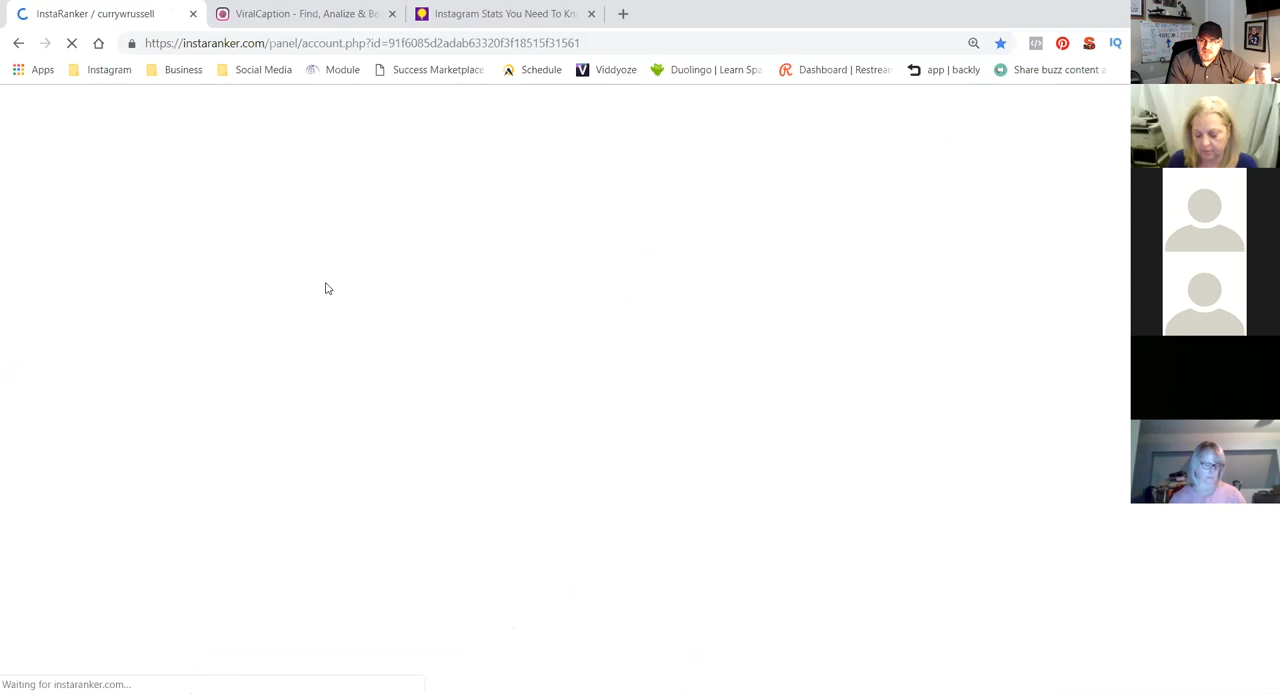 InstaRanker / currywrussell
ViralCaption - Find, Analize & Be
Instagram Stats You Need To Kn
https://instaranker.com/panel/account.php?id=91f6085d2adab63320f3f18515f31561
Apps Instagram Business Social Media Module Success Marketplace Schedule Viddyoze Duolingo | Learn Spa Dashboard | Restream app | backly Share buzz content a
IQ
Waiting for instaranker.com...